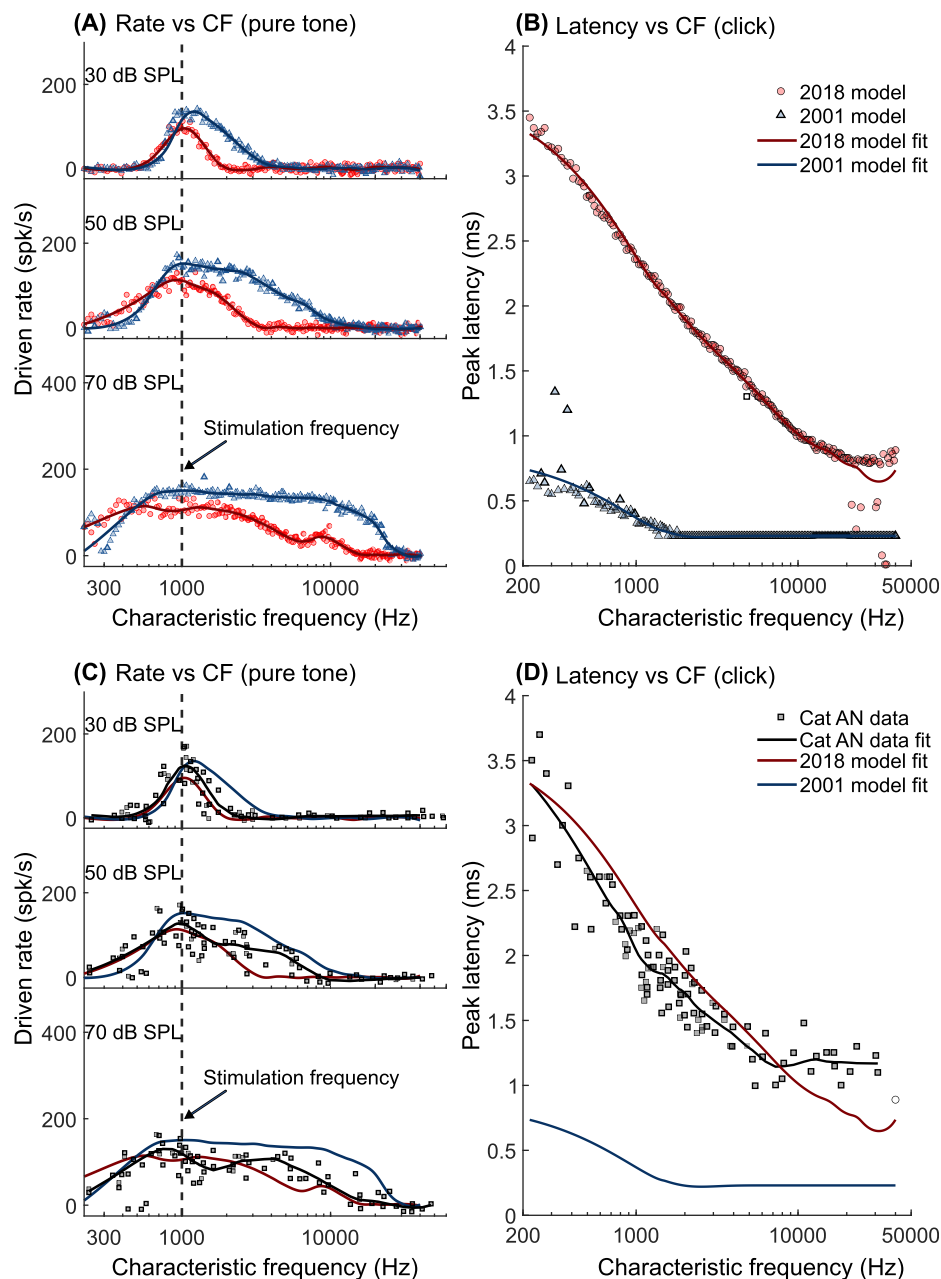 (A) Rate vs CF (pure tone)
30 dB SPL
200
100
0
50 dB SPL
200
100
0
70 dB SPL
400
200
0
Stimulation frequency
Driven rate (spk/s)
300 1000 10000
Characteristic frequency (Hz)
(B) Latency vs CF (click)
2018 model
2001 model
2018 model fit
2001 model fit
4
3.5
3
2.5
2
1.5
1
0.5
0
Peak latency (ms)
200 1000 10000 50000
Characteristic frequency (Hz)
(C) Rate vs CF (pure tone)
30 dB SPL
200
100
0
50 dB SPL
200
100
0
70 dB SPL
400
200
0
Stimulation frequency
Driven rate (spk/s)
300 1000 10000
Characteristic frequency (Hz)
(D) Latency vs CF (click)
Cat AN data
Cat AN data fit
2018 model fit
2001 model fit
4
3.5
3
2.5
2
1.5
1
0.5
0
Peak latency (ms)
200 1000 10000 50000
Characteristic frequency (Hz)